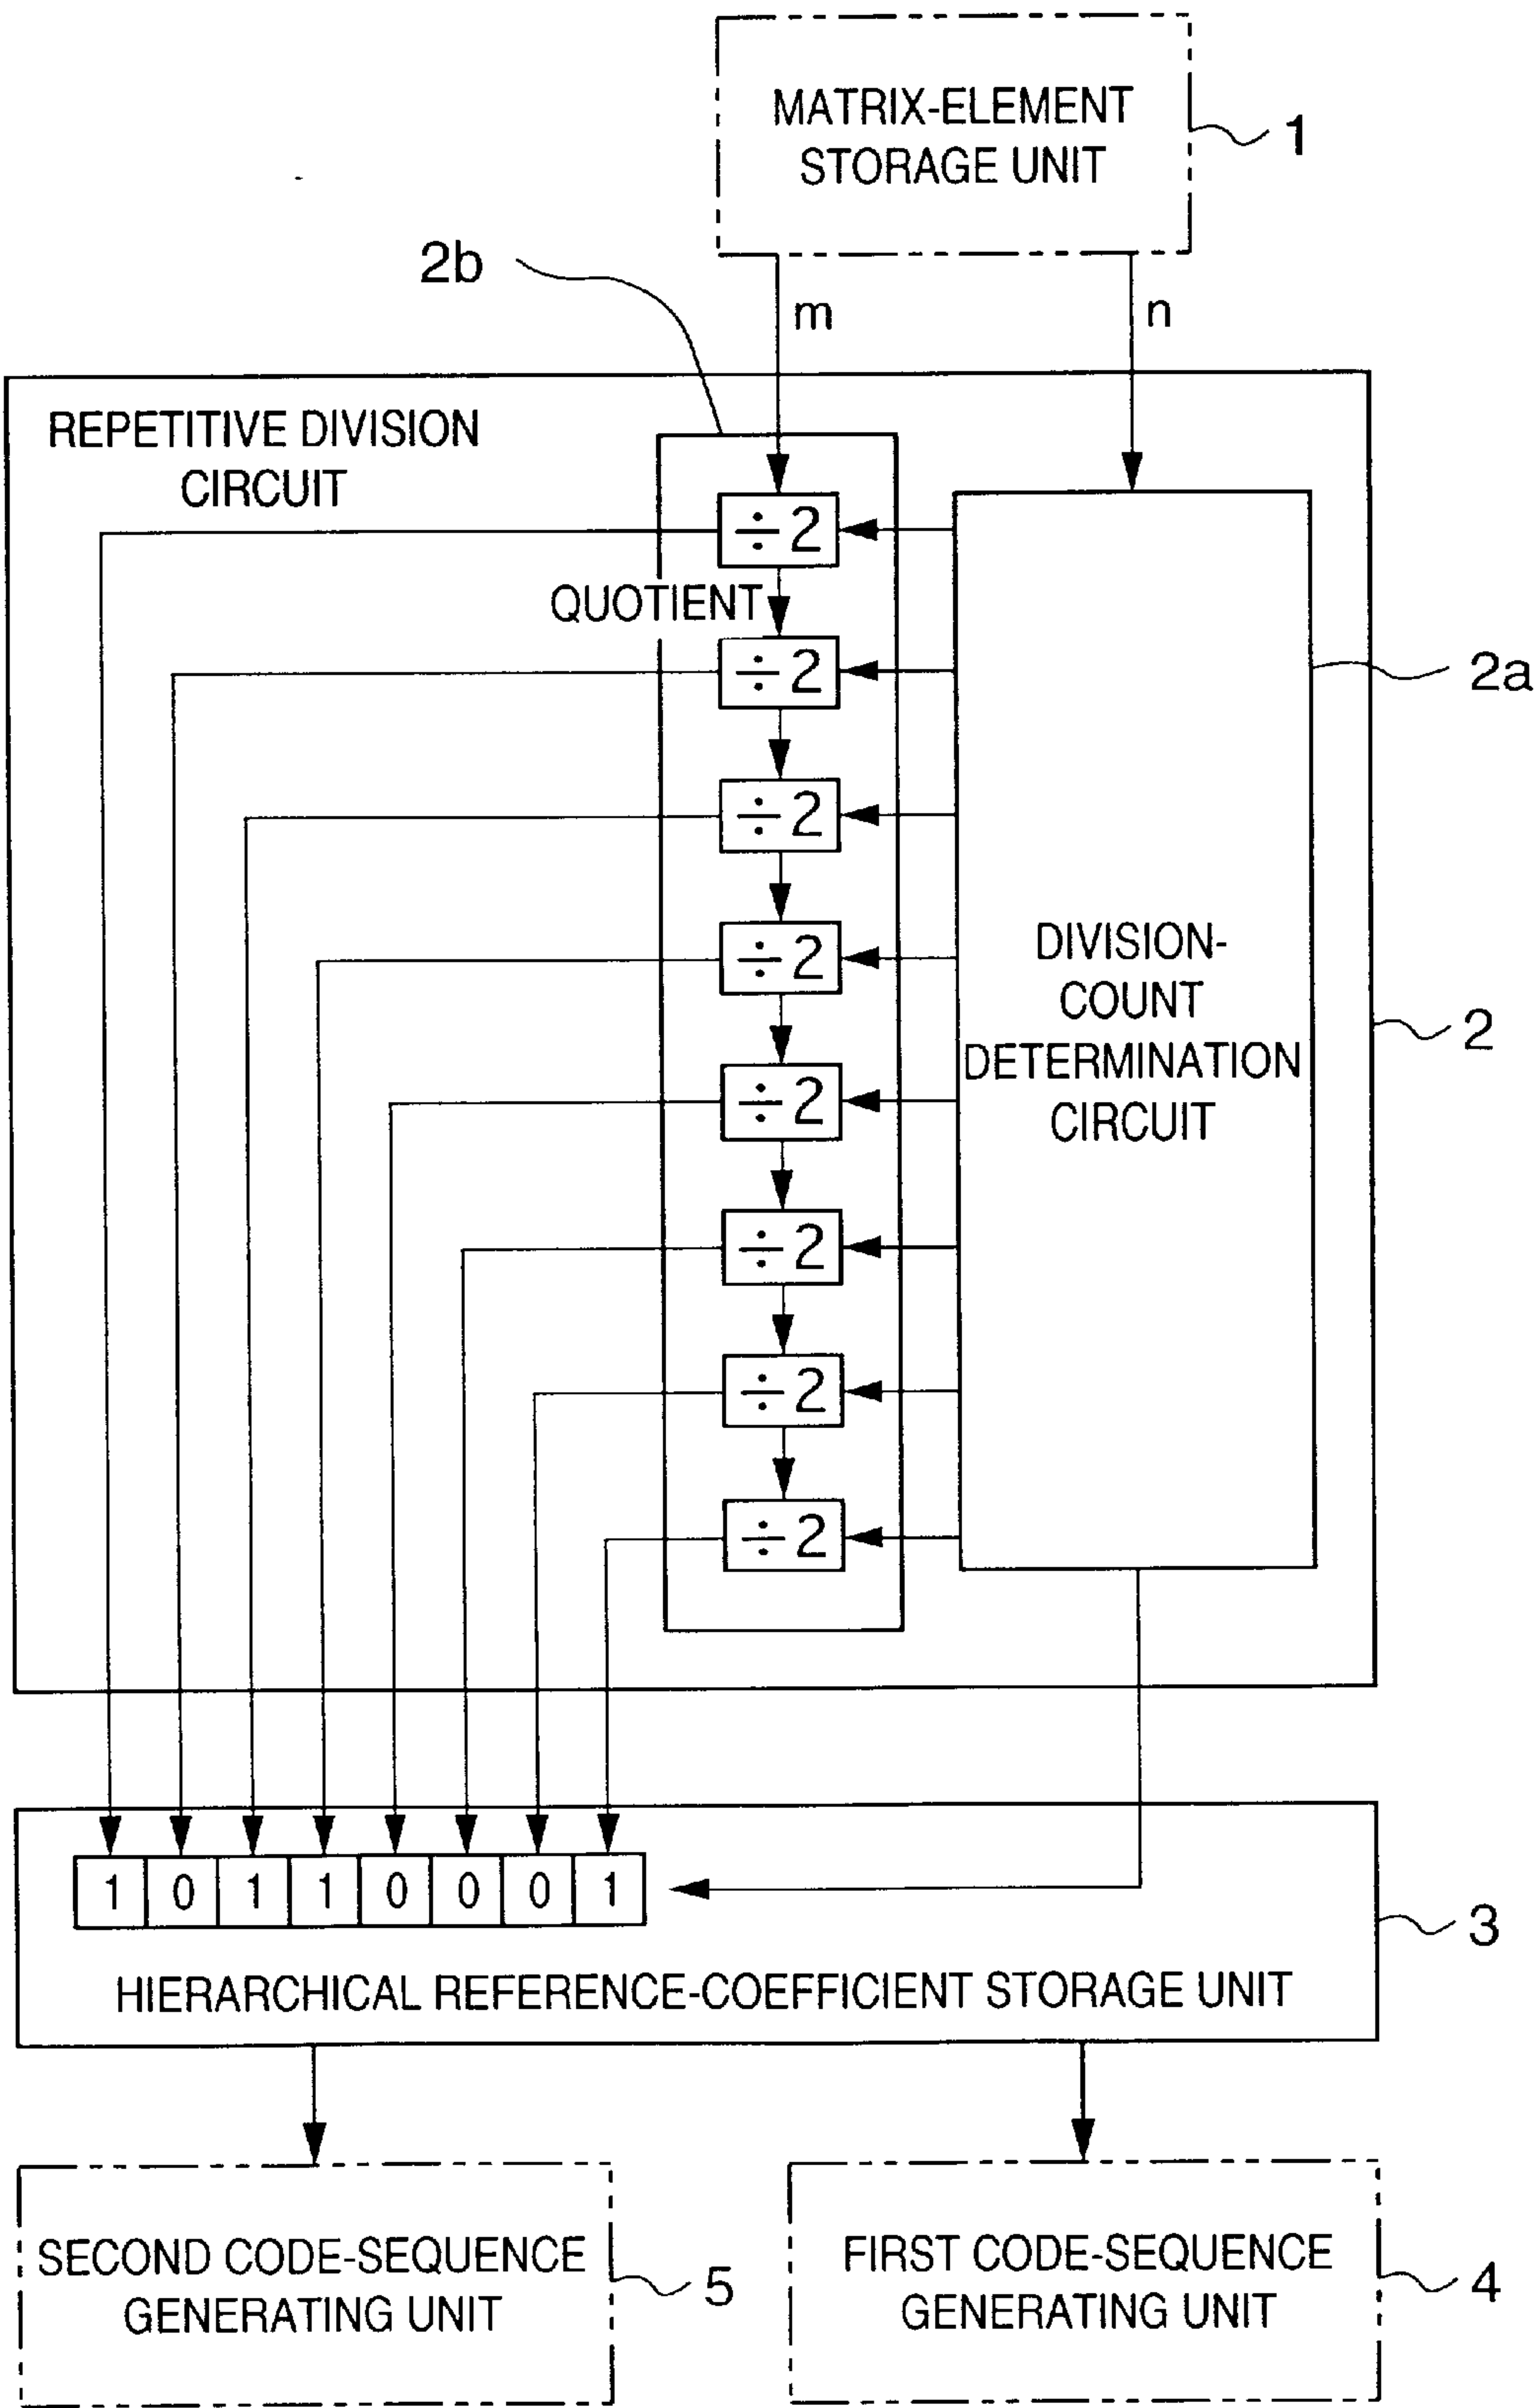 MATRIX-ELEMENT
STORAGE UNIT
1
2b
m
n
REPETITIVE DIVISION
CIRCUIT
÷2
QUOTIENT
÷2
2a
÷2
÷2
÷2
÷2
÷2
÷2
DIVISION-
COUNT
DETERMINATION
CIRCUIT
2
1 0 1 1 0 0 0 1
3
HIERARCHICAL REFERENCE-COEFFICIENT STORAGE UNIT
SECOND CODE-SEQUENCE
GENERATING UNIT
5
FIRST CODE-SEQUENCE
GENERATING UNIT
4